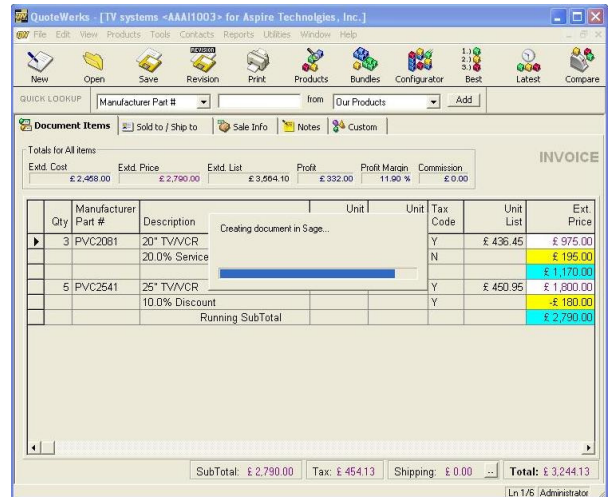 QuoteWerks - [TV systems <AAAI1003> for Aspire Technolgies, Inc.]
File Edit View Products Tools Contacts Reports Utilities Window Help
REVISION 1.) 2.) 3.)
New Open Save Revision Print Products Bundles Configurator Best Latest Compare
QUICK LOOKUP Manufacturer Part # from Our Products Add
Document Items Sold to / Ship to Sale Info Notes Custom
Totals for All items
INVOICE
Extd. Cost Extd. Price Extd. List Profit Profit Margin Commission
£ 2,458.00 £ 2,790.00 £ 3,564.10 £ 332.00 11.90 % £ 0.00
Qty Manufacturer Part # Description Unit Unit Tax Code Unit List Ext. Price
Creating document in Sage...
3 PVC2081 20" TV/VCR Y £ 436.45 £ 975.00
20.0% Service N £ 195.00
£ 1,170.00
5 PVC2541 25" TV/VCR Y £ 450.95 £ 1,800.00
10.0% Discount Y -£ 180.00
Running SubTotal £ 2,790.00
SubTotal: £ 2,790.00 Tax: £ 454.13 Shipping: £ 0.00 ... Total: £ 3,244.13
Ln 1/6 Administrator